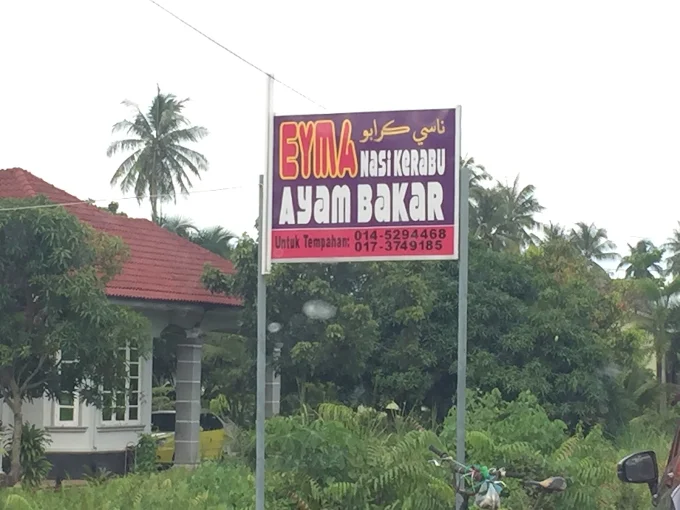 EYMA ناسي كرابو
NASI KERABU
AYAM BAKAR
Untuk Tempahan: 014-5294468
017-3749185